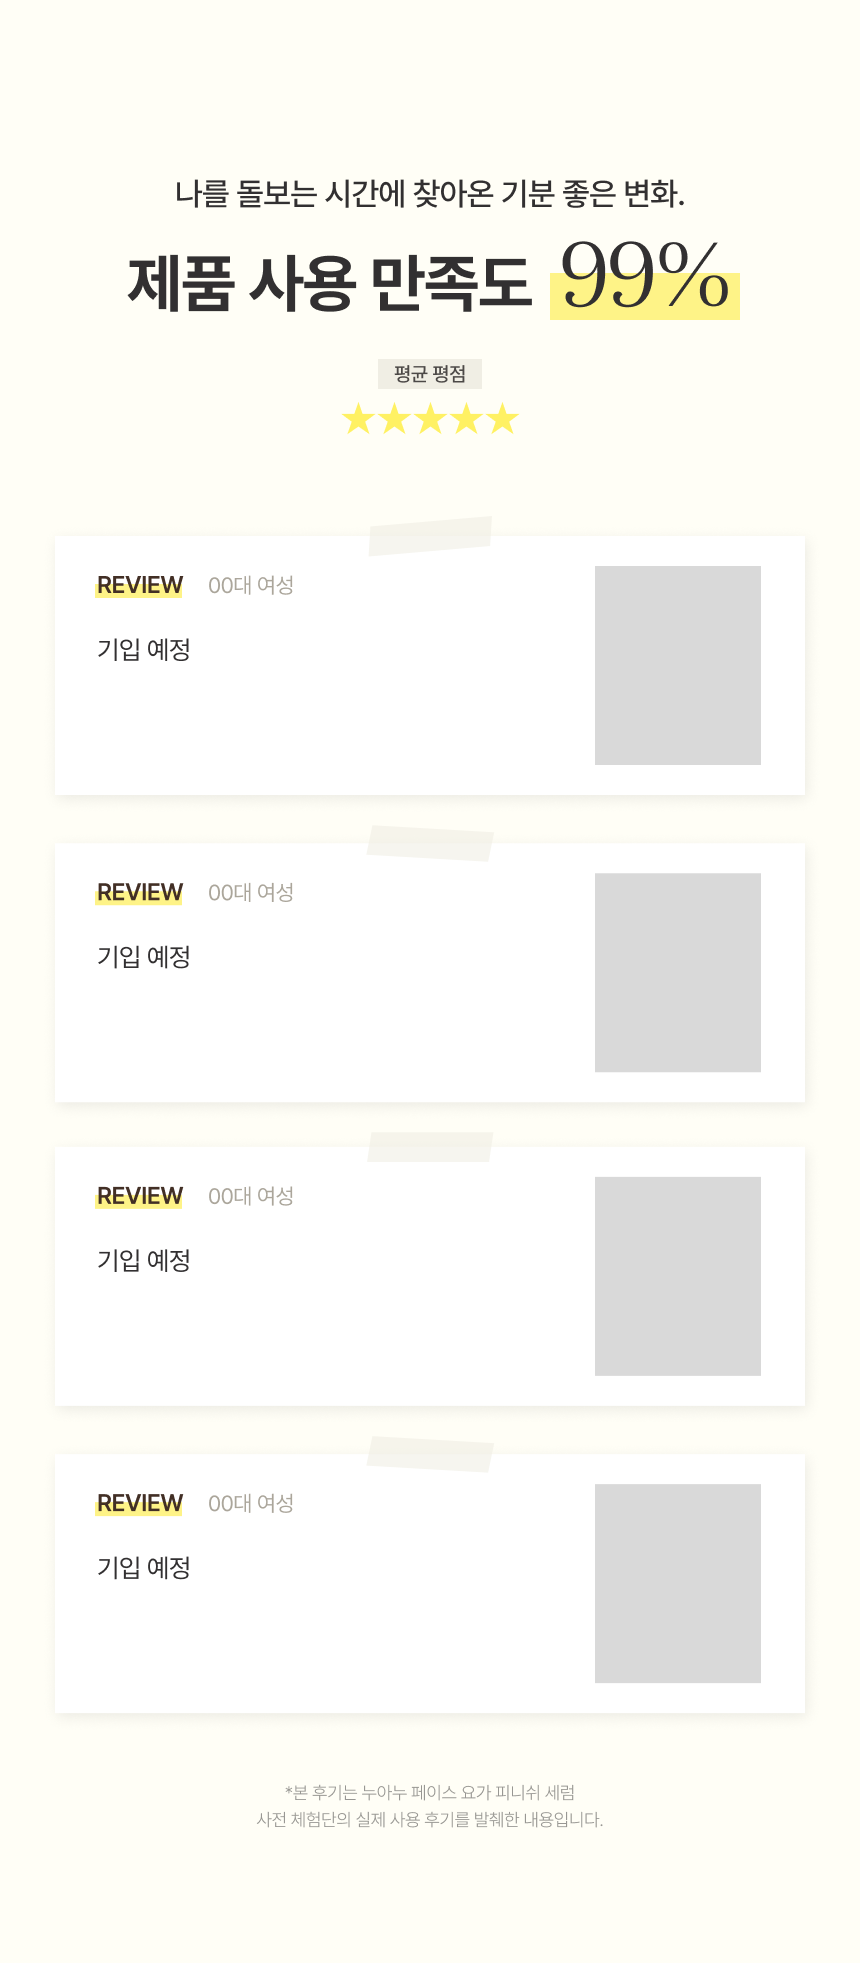 나를 돌보는 시간에 찾아온 기분 좋은 변화.
제품 사용 만족도 99%
평균 평점
REVIEW 00대 여성
기입 예정
REVIEW 00대 여성
기입 예정
REVIEW 00대 여성
기입 예정
REVIEW 00대 여성
기입 예정
*본 후기는 누아누 페이스 요가 피니쉬 세럼
사전 체험단의 실제 사용 후기를 발췌한 내용입니다.